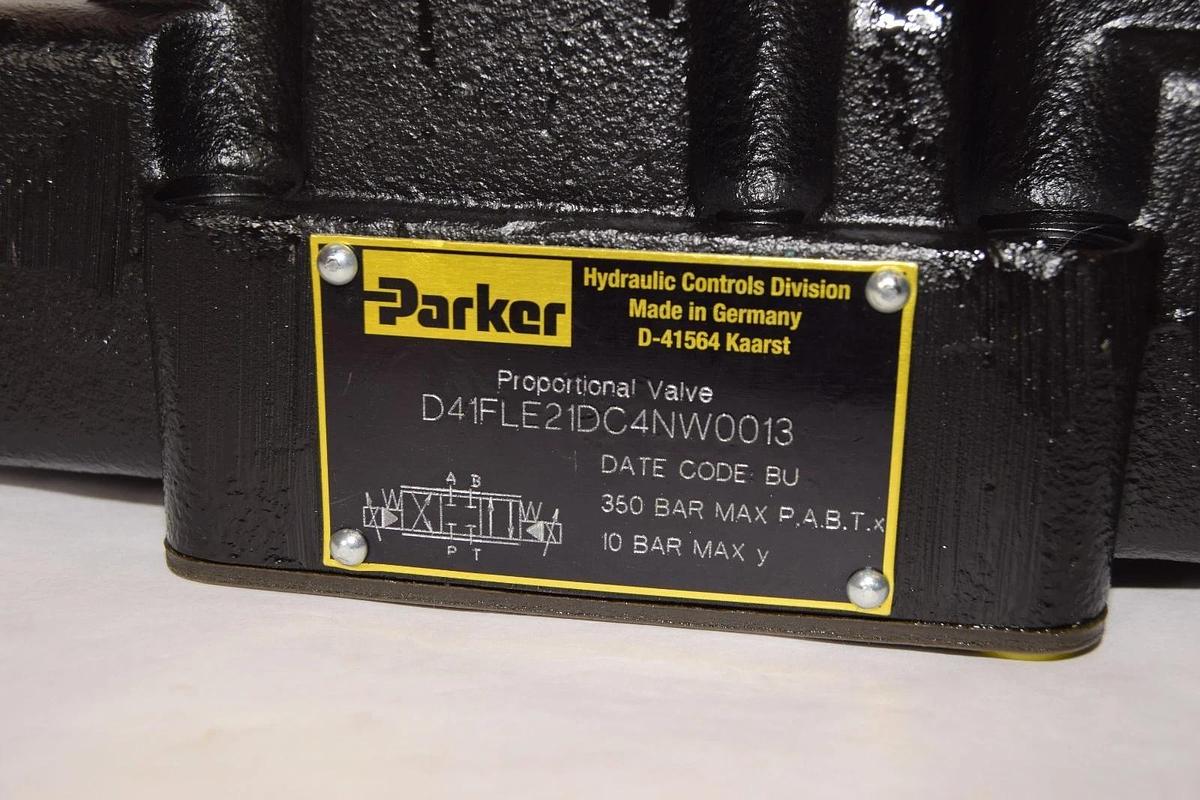 Parker
Hydraulic Controls Division
Made in Germany
D-41564 Kaarst
Proportional Valve
D41FLE21DC4NW0013
DATE CODE BU
350 BAR MAX P.A.B.T.x
10 BAR MAX y
A B
P T